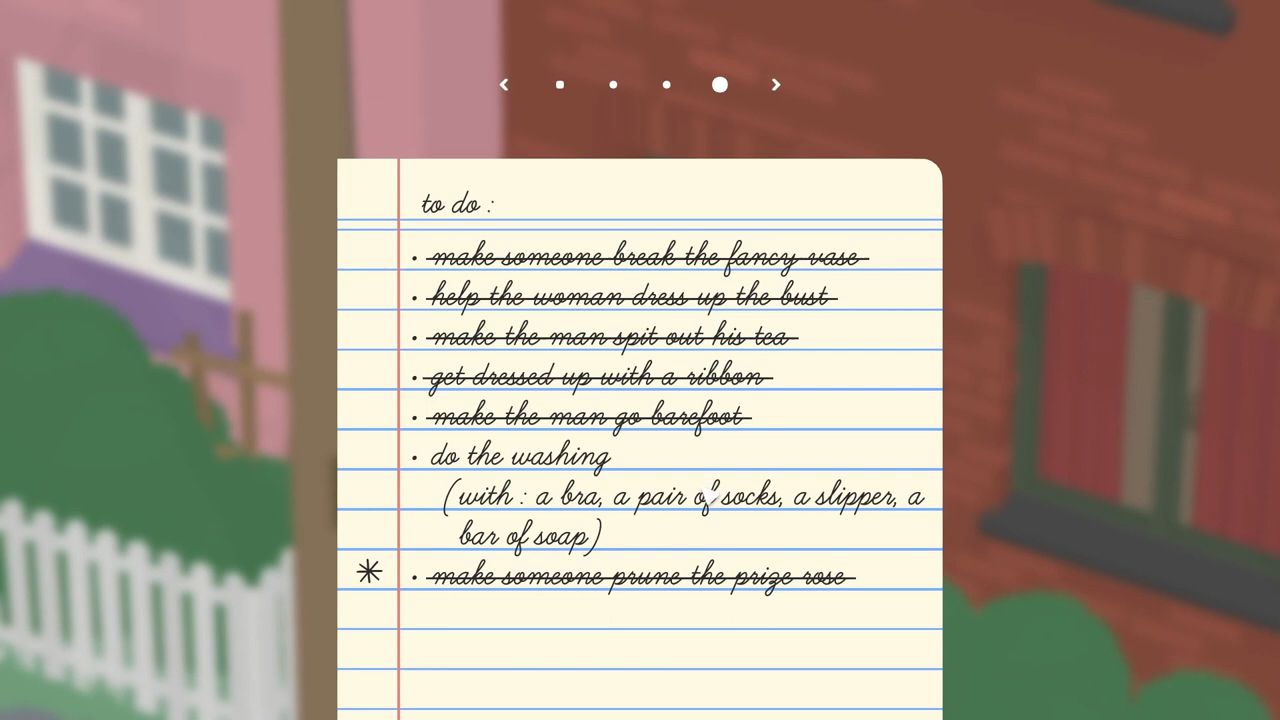 to do :
• make someone break the fancy vase
• help the woman dress up the bust
• make the man spit out his tea
• get dressed up with a ribbon
• make the man go barefoot
• do the washing
(with : a bra, a pair of socks, a slipper, a
bar of soap)
• make someone prune the prize rose